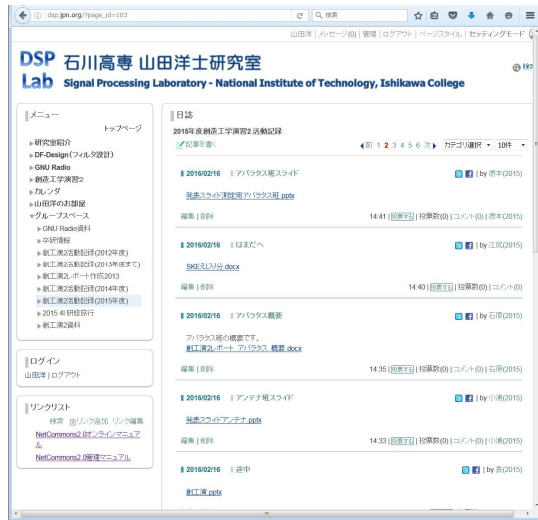 dsp.jpn.org/?page_id=103
検索
山田洋 | メッセージ(0) | 管理 | ログアウト | ページスタイル | セッティングモード
DSP Lab
石川高専 山田洋士研究室
Signal Processing Laboratory - National Institute of Technology, Ishikawa College
メニュー
トップページ
研究室紹介
DF-Design(フィルタ設計)
GNU Radio
創造工学演習2
カレンダ
山田洋のお部屋
グループスペース
GNU Radio資料
卒研情報
創工演2活動記録(2012年度)
創工演2活動記録(2013年度まで)
創工演2レポート作成2013
創工演2活動記録(2014年度)
創工演2活動記録(2015年度)
2015 4I 研修旅行
創工演2資料
ログイン
山田洋 | ログアウト
リンクリスト
検索 リンク追加 リンク編集
NetCommons2.0オンラインマニュアル
NetCommons2.0管理マニュアル
日誌
2015年度創造工学演習2 活動記録
記事を書く
前 1 2 3 4 5 6 次 カテゴリ選択 10件
2016/02/16 アパラタス班スライド | by 徳本(2015)
発表スライド測定用アパラタス班.pptx
編集 | 削除 14:41 | 投票する | 投票数(0) | コメント(0) | 徳本(2015)
2016/02/16 はまだへ | by 江尻(2015)
SKEえじり分.docx
編集 | 削除 14:40 | 投票する | 投票数(0) | コメント(0)
2016/02/16 アパラタス概要 | by 石原(2015)
アパラタス班の概要です。
創工演2レポート アパラタス 概要.docx
編集 | 削除 14:35 | 投票する | 投票数(0) | コメント(0) | 石原(2015)
2016/02/16 アンテナ班スライド | by 小浦(2015)
発表スライドアンテナ.pptx
編集 | 削除 14:33 | 投票する | 投票数(0) | コメント(0) | 小浦(2015)
2016/02/16 途中
創工演.pptx